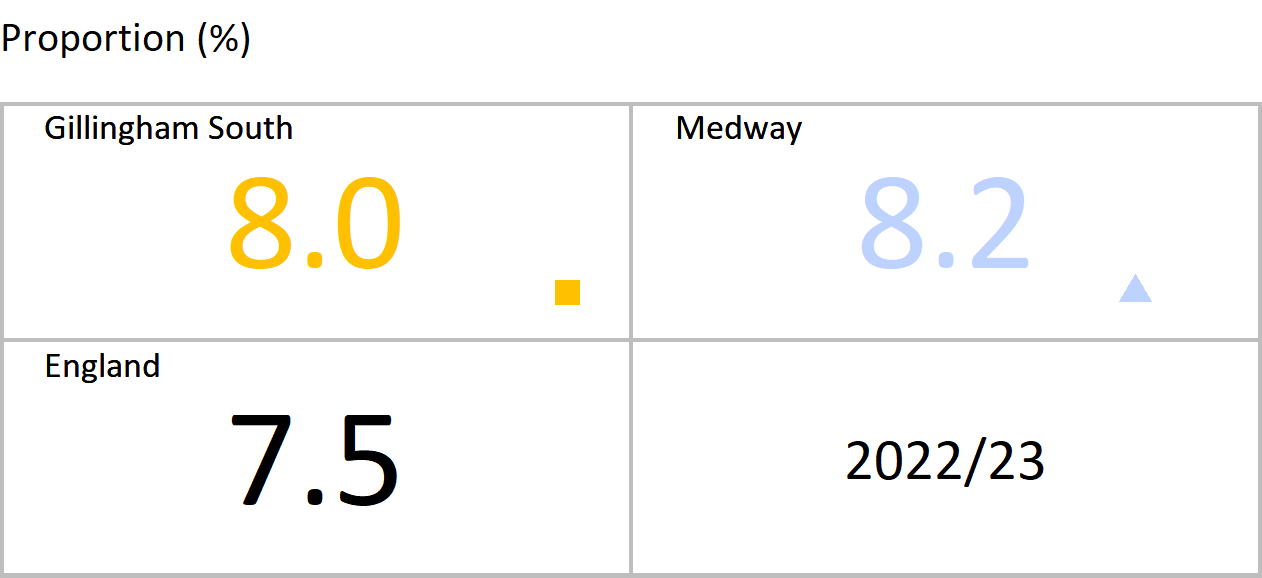 Proportion (%)
Gillingham South
8.0
Medway
8.2
England
7.5
2022/23